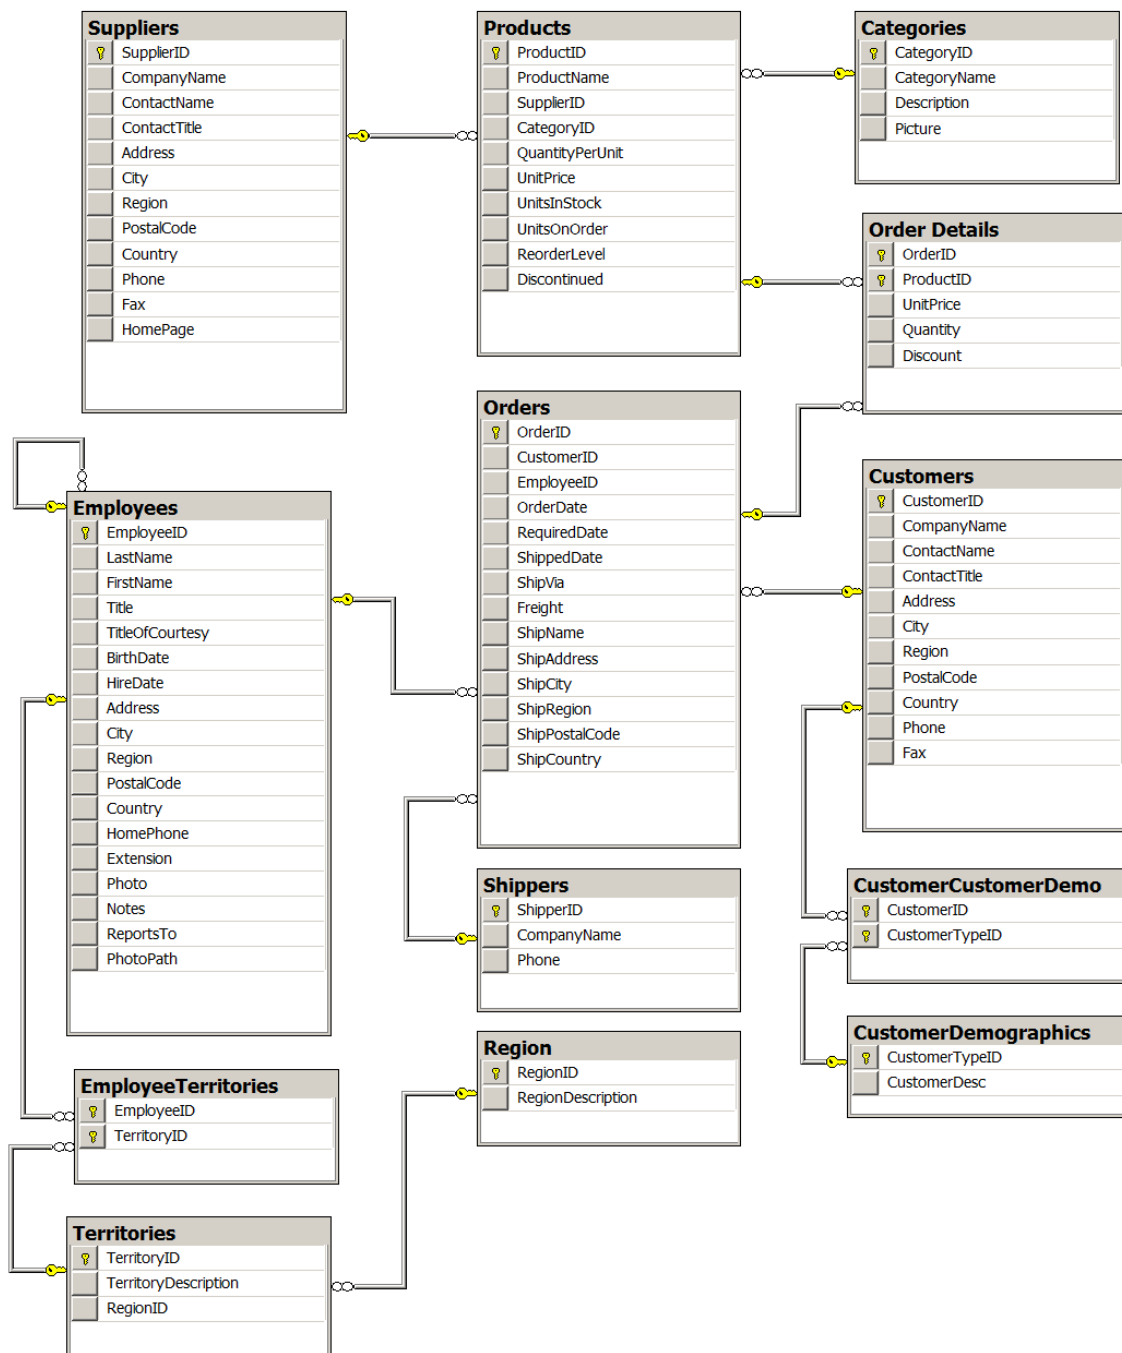 Suppliers
SupplierID
CompanyName
ContactName
ContactTitle
Address
City
Region
PostalCode
Country
Phone
Fax
HomePage
Products
ProductID
ProductName
SupplierID
CategoryID
QuantityPerUnit
UnitPrice
UnitsInStock
UnitsOnOrder
ReorderLevel
Discontinued
Categories
CategoryID
CategoryName
Description
Picture
Order Details
OrderID
ProductID
UnitPrice
Quantity
Discount
Employees
EmployeeID
LastName
FirstName
Title
TitleOfCourtesy
BirthDate
HireDate
Address
City
Region
PostalCode
Country
HomePhone
Extension
Photo
Notes
ReportsTo
PhotoPath
Orders
OrderID
CustomerID
EmployeeID
OrderDate
RequiredDate
ShippedDate
ShipVia
Freight
ShipName
ShipAddress
ShipCity
ShipRegion
ShipPostalCode
ShipCountry
Customers
CustomerID
CompanyName
ContactName
ContactTitle
Address
City
Region
PostalCode
Country
Phone
Fax
Shippers
ShipperID
CompanyName
Phone
CustomerCustomerDemo
CustomerID
CustomerTypeID
CustomerDemographics
CustomerTypeID
CustomerDesc
Region
RegionID
RegionDescription
EmployeeTerritories
EmployeeID
TerritoryID
Territories
TerritoryID
TerritoryDescription
RegionID